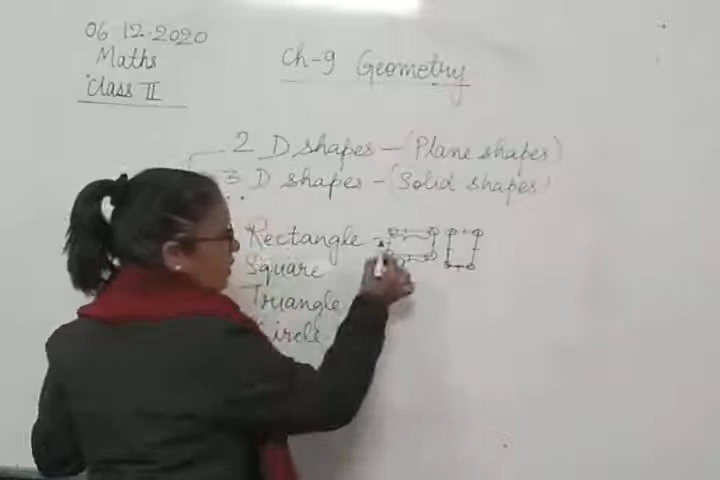 06.12.2020
Maths
Class II
Ch-9 Geometry
2 D shapes - (Plane shapes)
3 D shapes - (Solid shapes)
Rectangle -
Square
Triangle
Circle